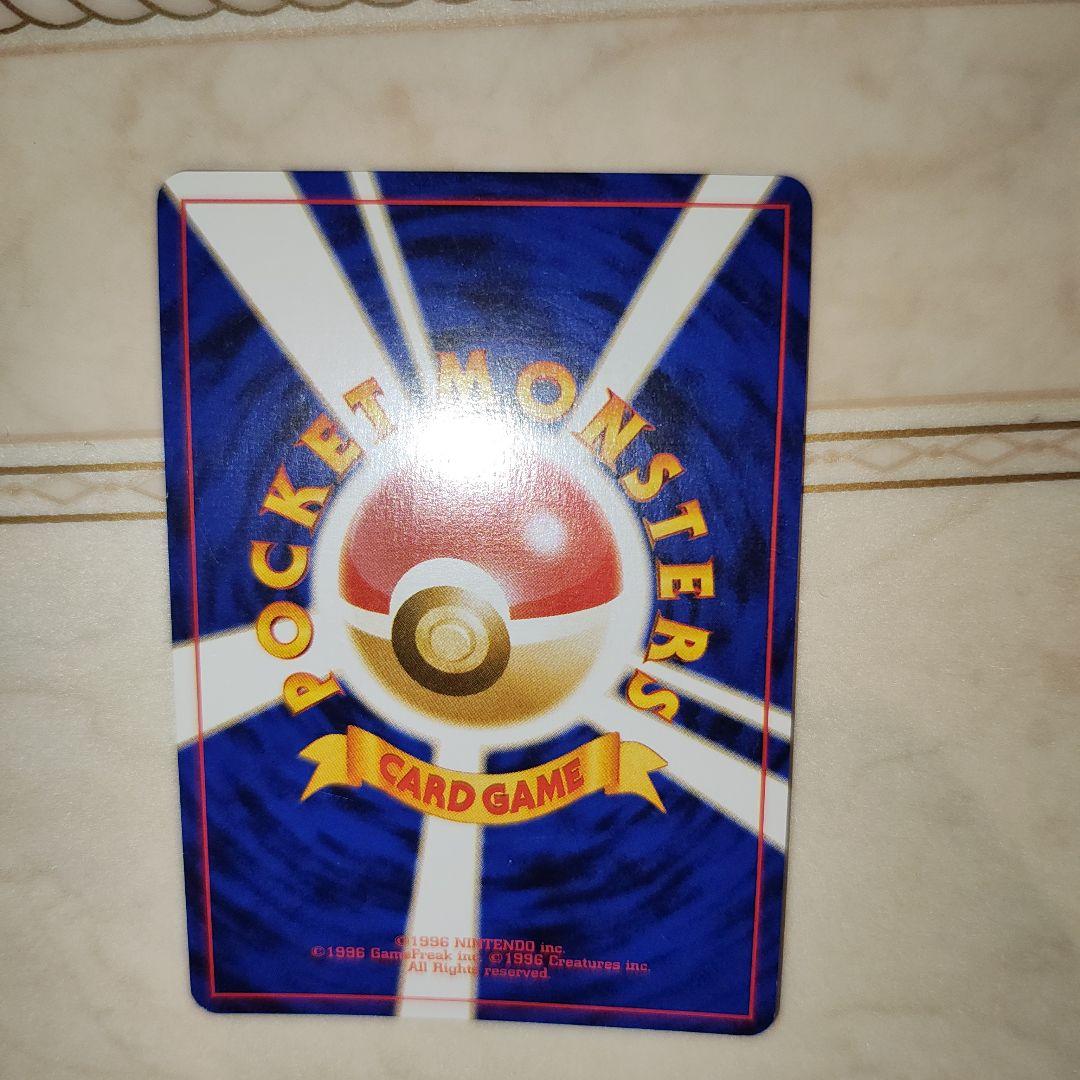 POCKET MONSTERS
CARD GAME
©1996 NINTENDO inc.
©1996 GameFreak inc. ©1996 Creatures inc.
All Rights reserved.